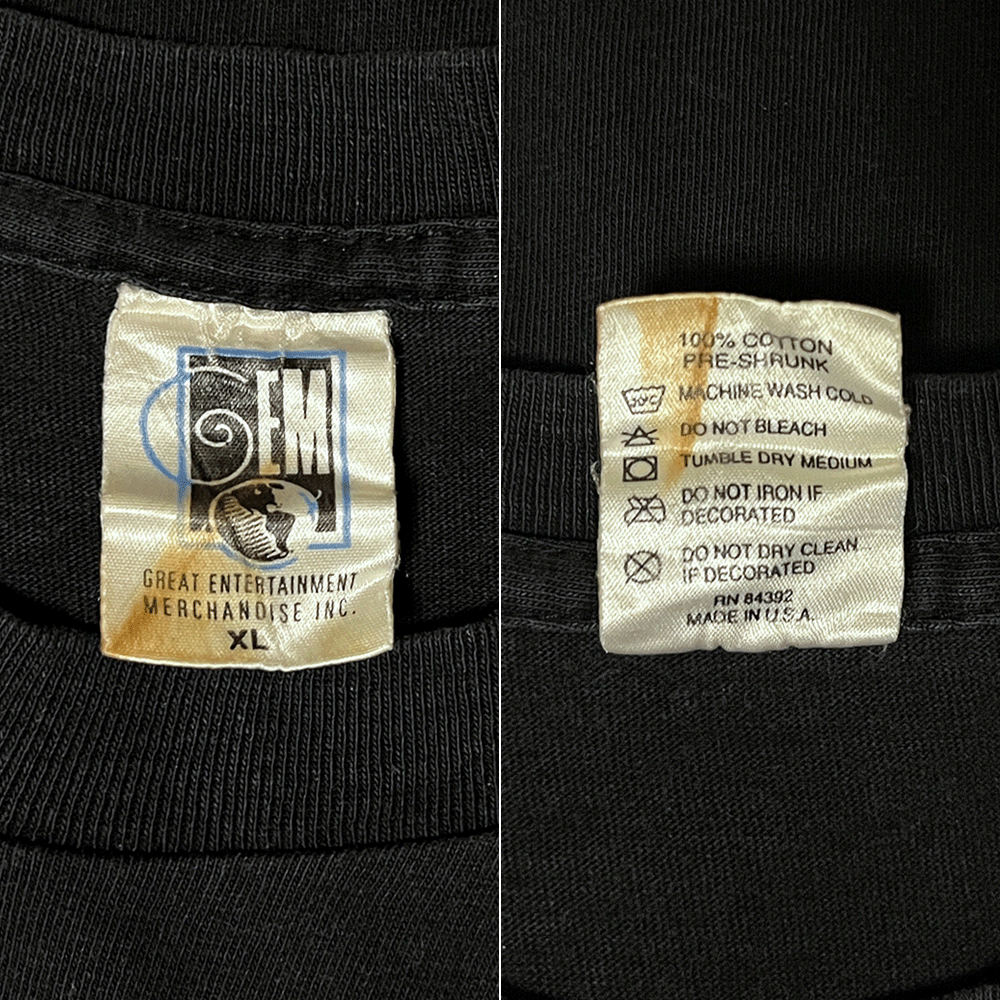 GEM
GREAT ENTERTAINMENT
MERCHANDISE INC.
XL
100% COTTON
PRE-SHRUNK
30°C
MACHINE WASH COLD
DO NOT BLEACH
TUMBLE DRY MEDIUM
DO NOT IRON IF
DECORATED
DO NOT DRY CLEAN
IF DECORATED
RN 84392
MADE IN U.S.A.